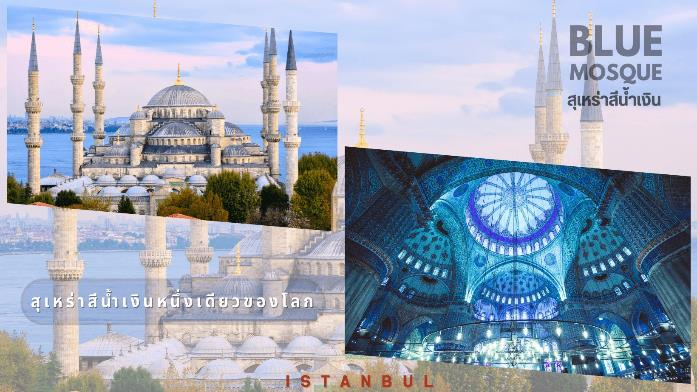 BLUE
MOSQUE
สุเหร่าสีน้ำเงิน
สุเหร่าสีน้ำเงินหนึ่งเดียวของโลก
ISTANBUL